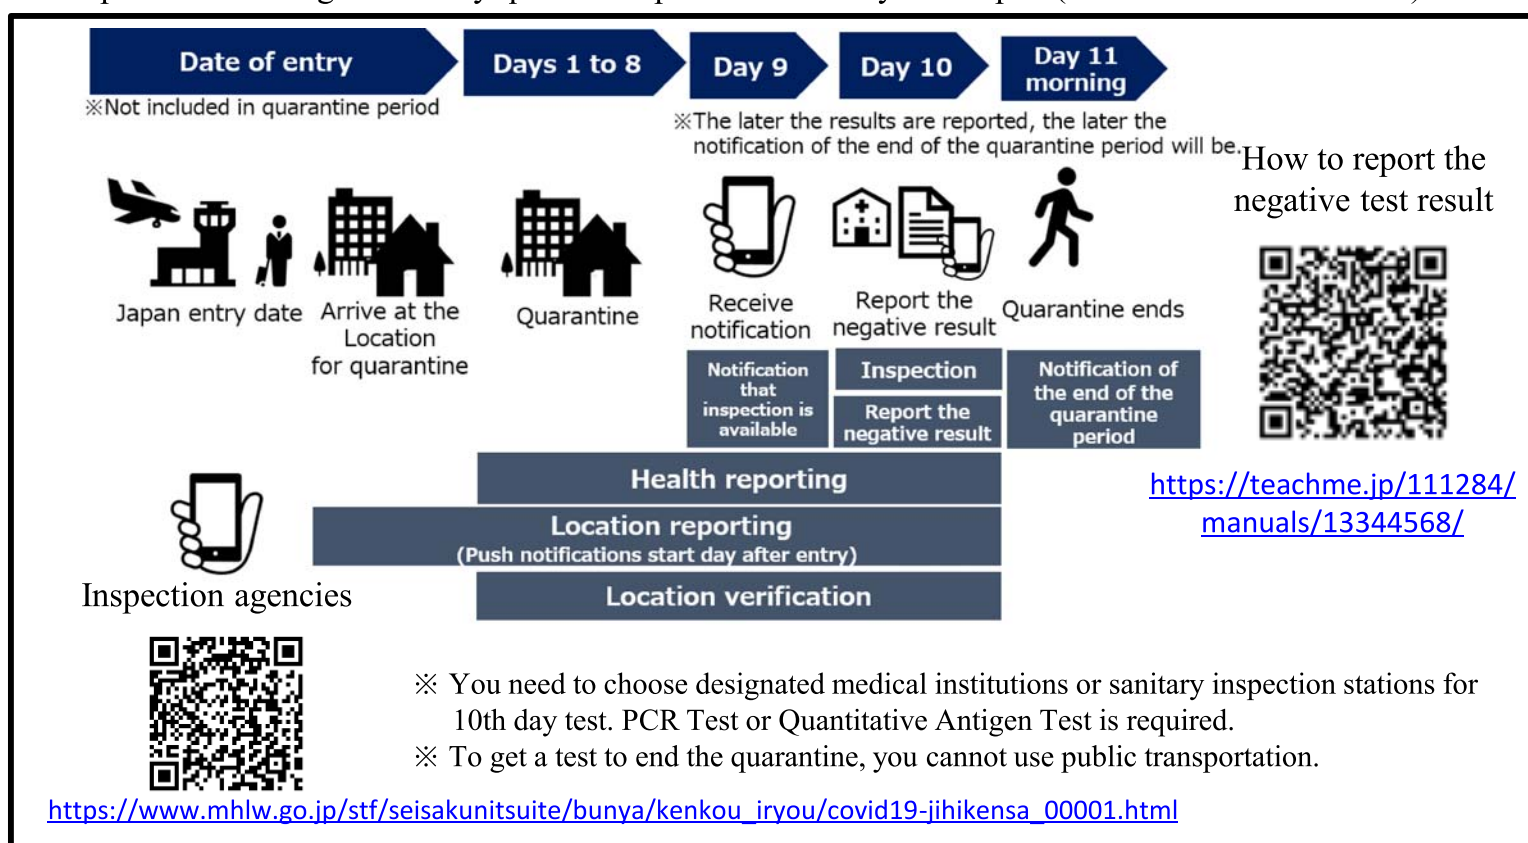 Date of entry
Days 1 to 8
Day 9
Day 10
Day 11
morning
※Not included in quarantine period
※The later the results are reported, the later the
notification of the end of the quarantine period will be.
How to report the
negative test result
Japan entry date
Arrive at the
Location
for quarantine
Quarantine
Receive
notification
Report the
negative result
Quarantine ends
Notification
that
inspection is
available
Inspection
Report the
negative result
Notification of
the end of the
quarantine
period
Health reporting
Location reporting
(Push notifications start day after entry)
Location verification
https://teachme.jp/111284/
manuals/13344568/
Inspection agencies
※ You need to choose designated medical institutions or sanitary inspection stations for
10th day test. PCR Test or Quantitative Antigen Test is required.
※ To get a test to end the quarantine, you cannot use public transportation.
https://www.mhlw.go.jp/stf/seisakunitsuite/bunya/kenkou_iryou/covid19-jihikensa_00001.html